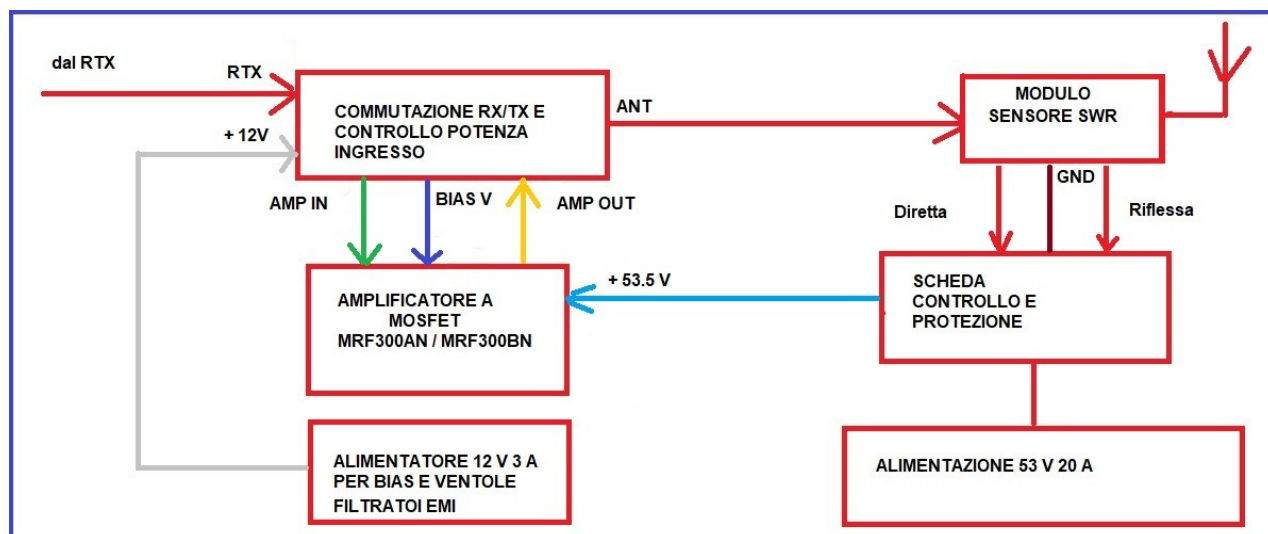 dal RTX
RTX
+ 12V
COMMUTAZIONE RX/TX E
CONTROLLO POTENZA
INGRESSO
ANT
MODULO
SENSORE SWR
AMP IN
BIAS V
AMP OUT
Diretta
GND
Riflessa
AMPLIFICATORE A
MOSFET
MRF300AN / MRF300BN
+ 53.5 V
SCHEDA
CONTROLLO E
PROTEZIONE
ALIMENTATORE 12 V 3 A
PER BIAS E VENTOLE
FILTRATOI EMI
ALIMENTAZIONE 53 V 20 A